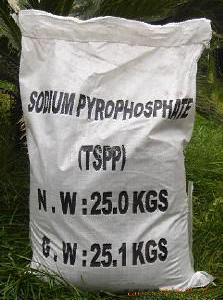 SODIUM PYROPHOSPHATE
(TSPP)
N . W : 25.0 KGS
G . W : 25.1 KGS